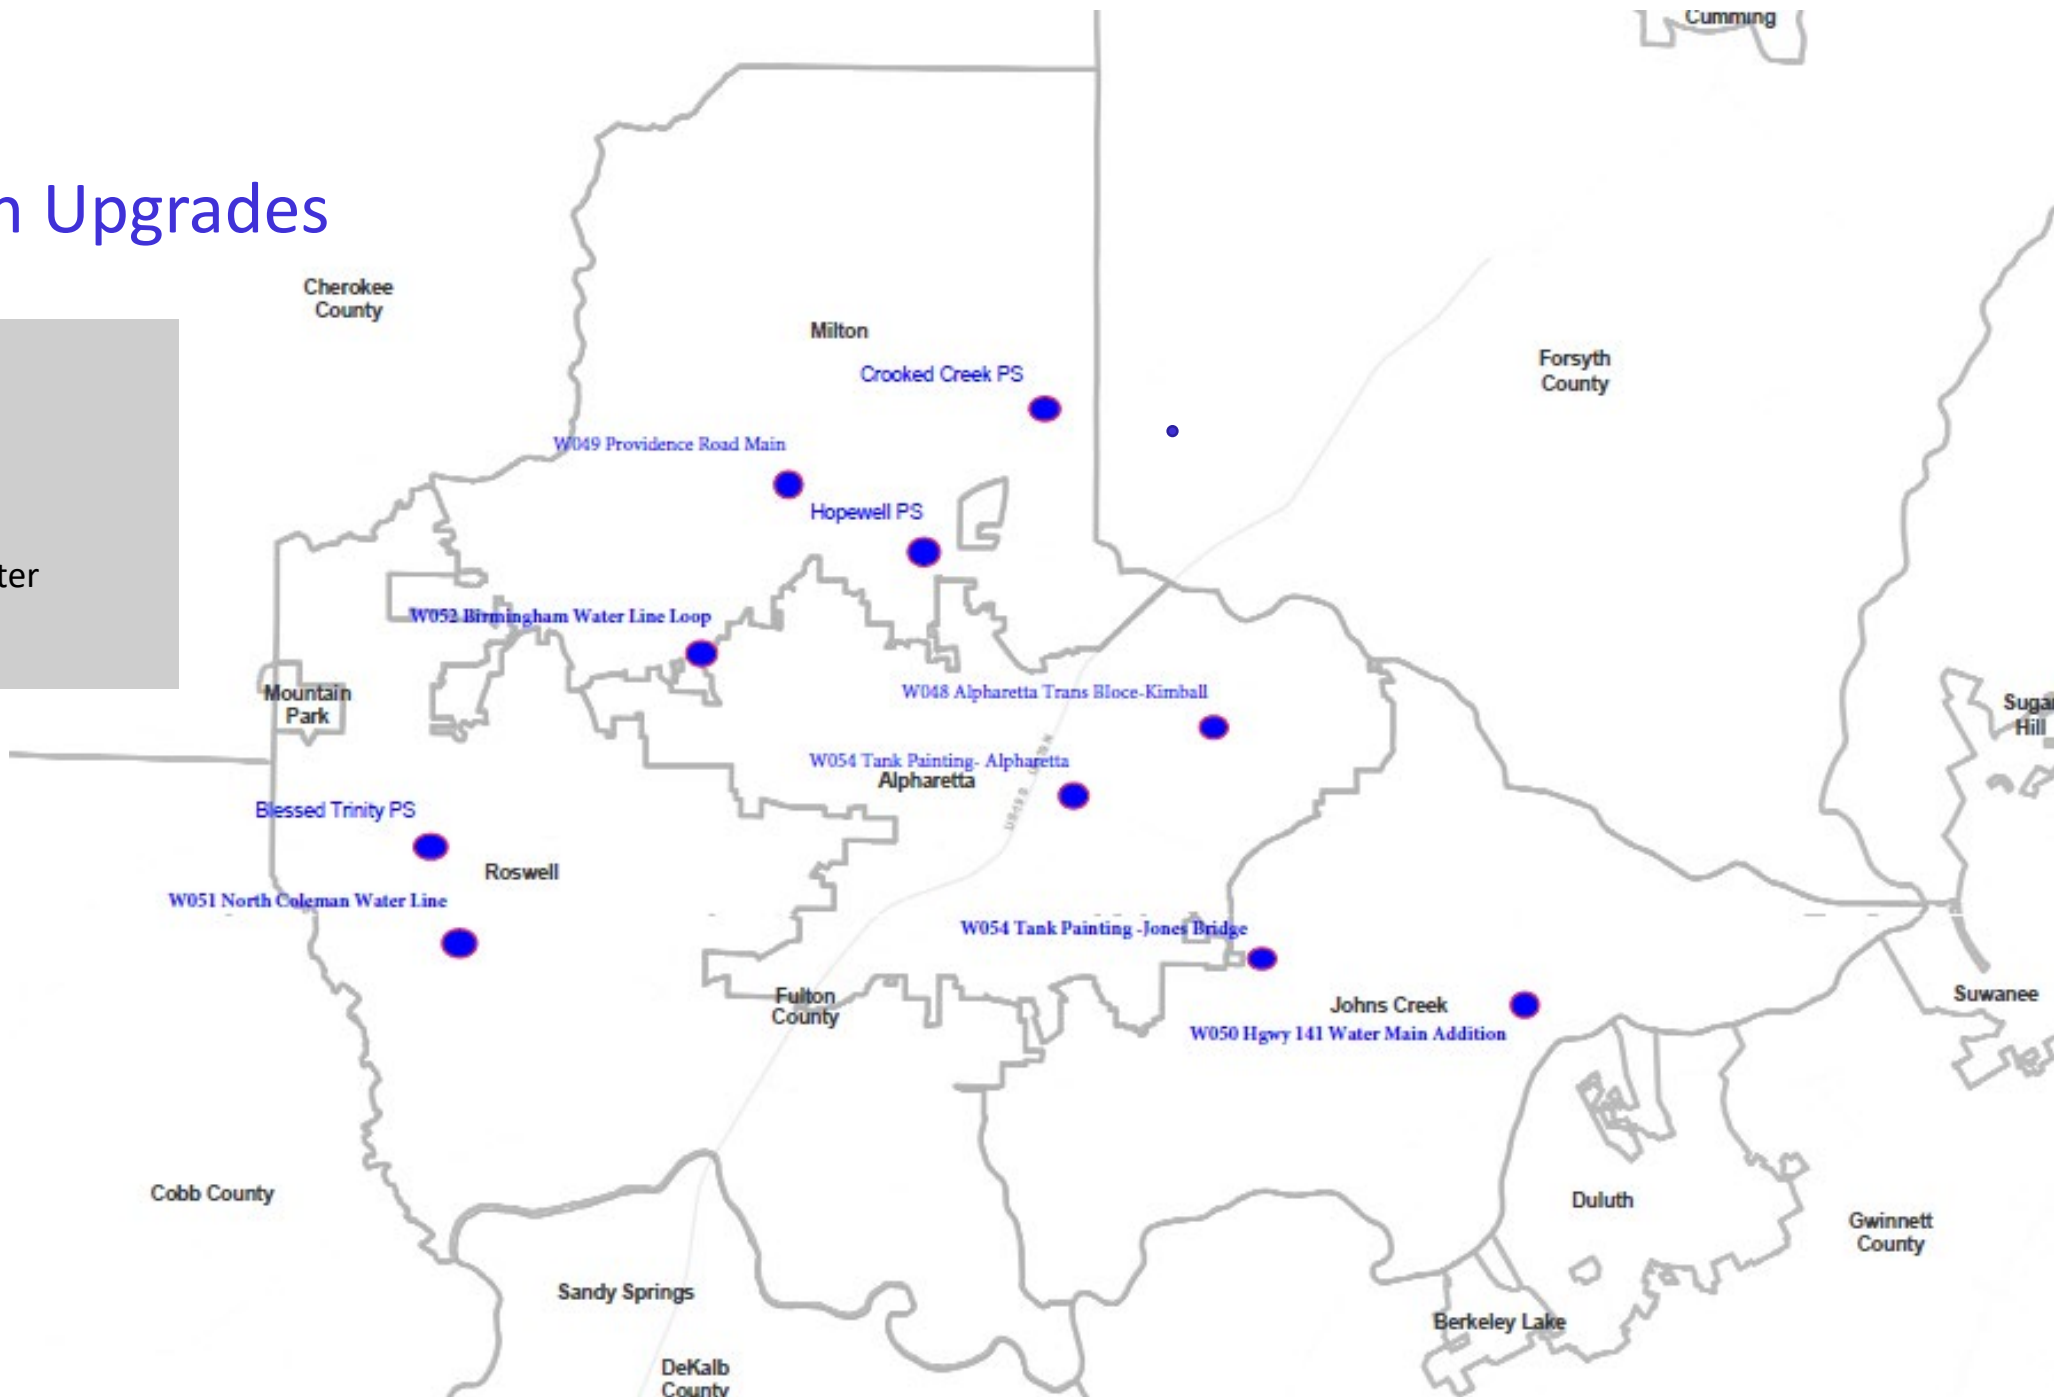 Cumming
n Upgrades
Cherokee
County
Milton
Forsyth
County
Crooked Creek PS
W049 Providence Road Main
Hopewell PS
ter
W052 Birmingham Water Line Loop
Mountain
Park
W048 Alpharetta Trans Bloce-Kimball
Sugar
Hill
W054 Tank Painting- Alpharetta
Alpharetta
Blessed Trinity PS
Roswell
W051 North Coleman Water Line
W054 Tank Painting -Jones Bridge
Fulton
County
Johns Creek
Suwanee
W050 Hgwy 141 Water Main Addition
Cobb County
Duluth
Gwinnett
County
Sandy Springs
Berkeley Lake
DeKalb
County